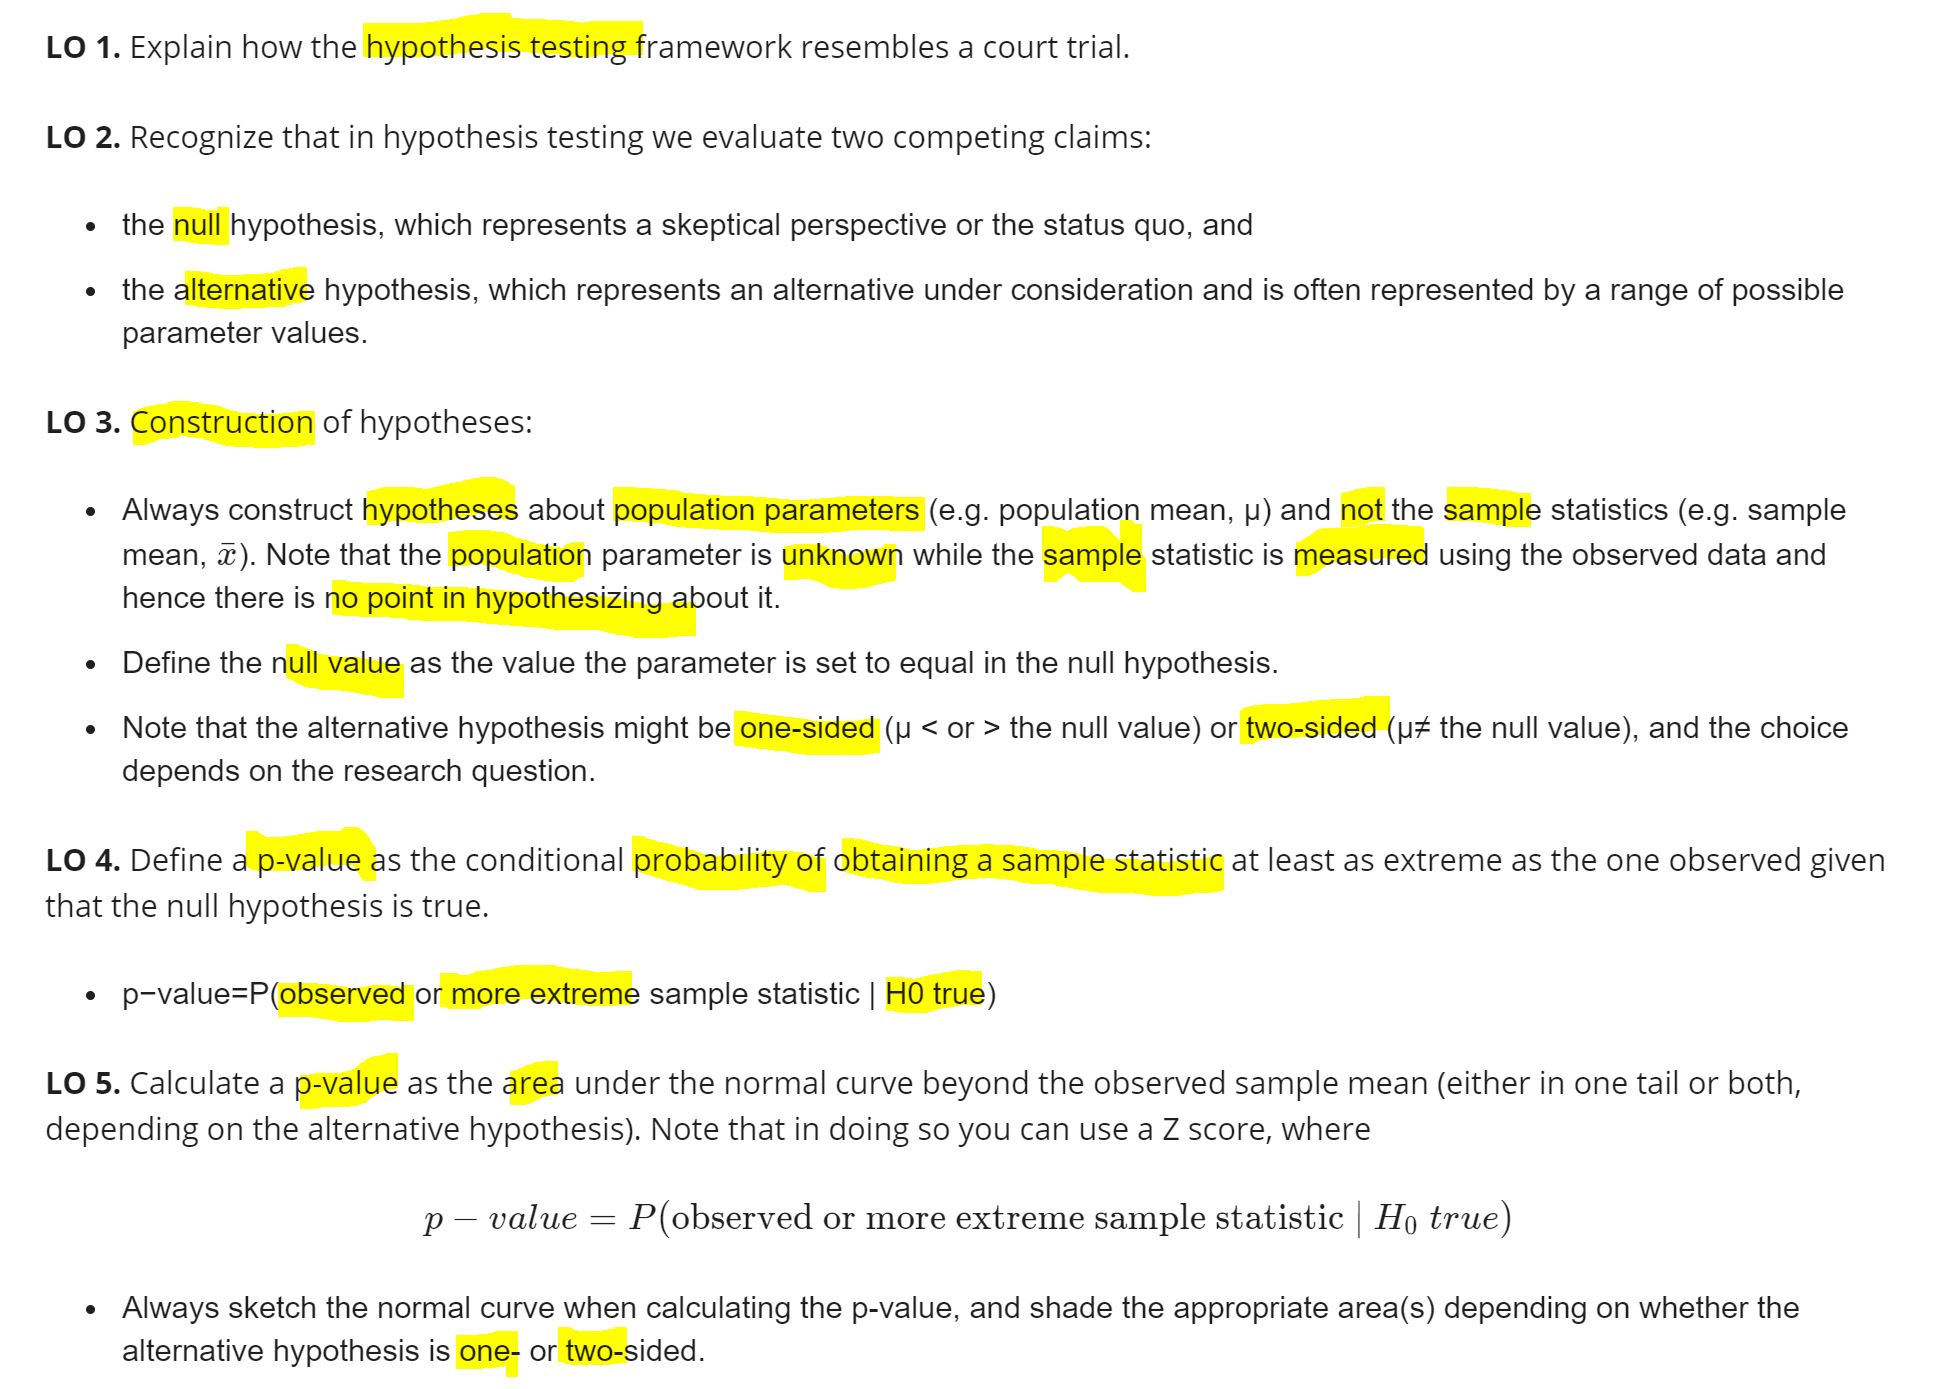 LO 1. Explain how the hypothesis testing framework resembles a court trial.
LO 2. Recognize that in hypothesis testing we evaluate two competing claims:
• the null hypothesis, which represents a skeptical perspective or the status quo, and
• the alternative hypothesis, which represents an alternative under consideration and is often represented by a range of possible
parameter values.
LO 3. Construction of hypotheses:
• Always construct hypotheses about population parameters (e.g. population mean, μ) and not the sample statistics (e.g. sample
mean, x̄). Note that the population parameter is unknown while the sample statistic is measured using the observed data and
hence there is no point in hypothesizing about it.
• Define the null value as the value the parameter is set to equal in the null hypothesis.
• Note that the alternative hypothesis might be one-sided (μ < or > the null value) or two-sided (μ≠ the null value), and the choice
depends on the research question.
LO 4. Define a p-value as the conditional probability of obtaining a sample statistic at least as extreme as the one observed given
that the null hypothesis is true.
• p−value=P(observed or more extreme sample statistic | H0 true)
LO 5. Calculate a p-value as the area under the normal curve beyond the observed sample mean (either in one tail or both,
depending on the alternative hypothesis). Note that in doing so you can use a Z score, where
p − value = P(observed or more extreme sample statistic | H₀ true)
• Always sketch the normal curve when calculating the p-value, and shade the appropriate area(s) depending on whether the
alternative hypothesis is one- or two-sided.